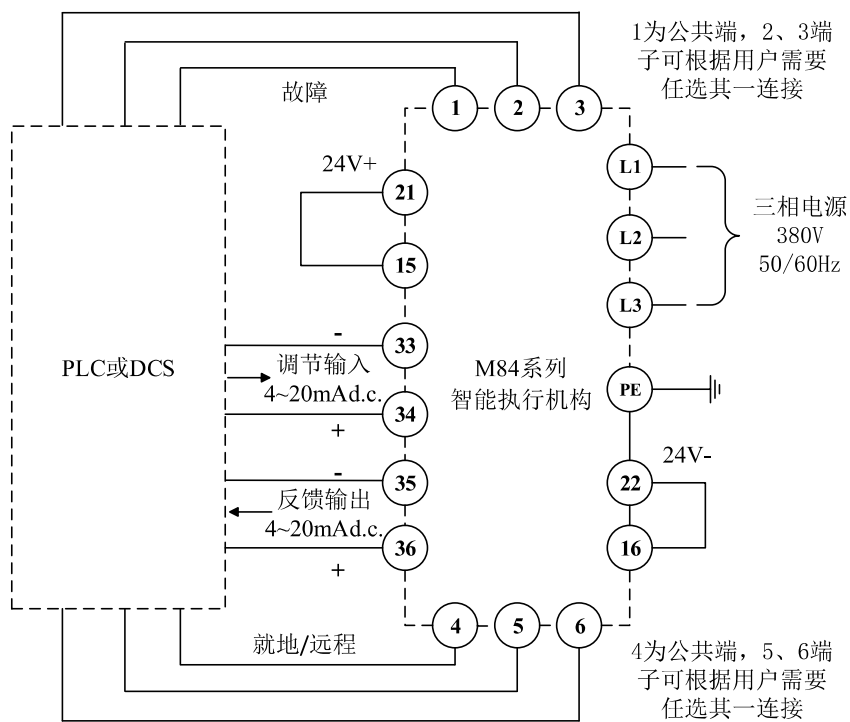 1为公共端，2、3端
子可根据用户需要
任选其一连接
故障
1
2
3
24V+
21
15
L1
L2
L3
三相电源
380V
50/60Hz
PLC或DCS
-
33
调节输入
4~20mAd.c.
34
+
M84系列
智能执行机构
PE
-
35
反馈输出
4~20mAd.c.
36
+
24V-
22
16
就地/远程
4
5
6
4为公共端，5、6端
子可根据用户需要
任选其一连接